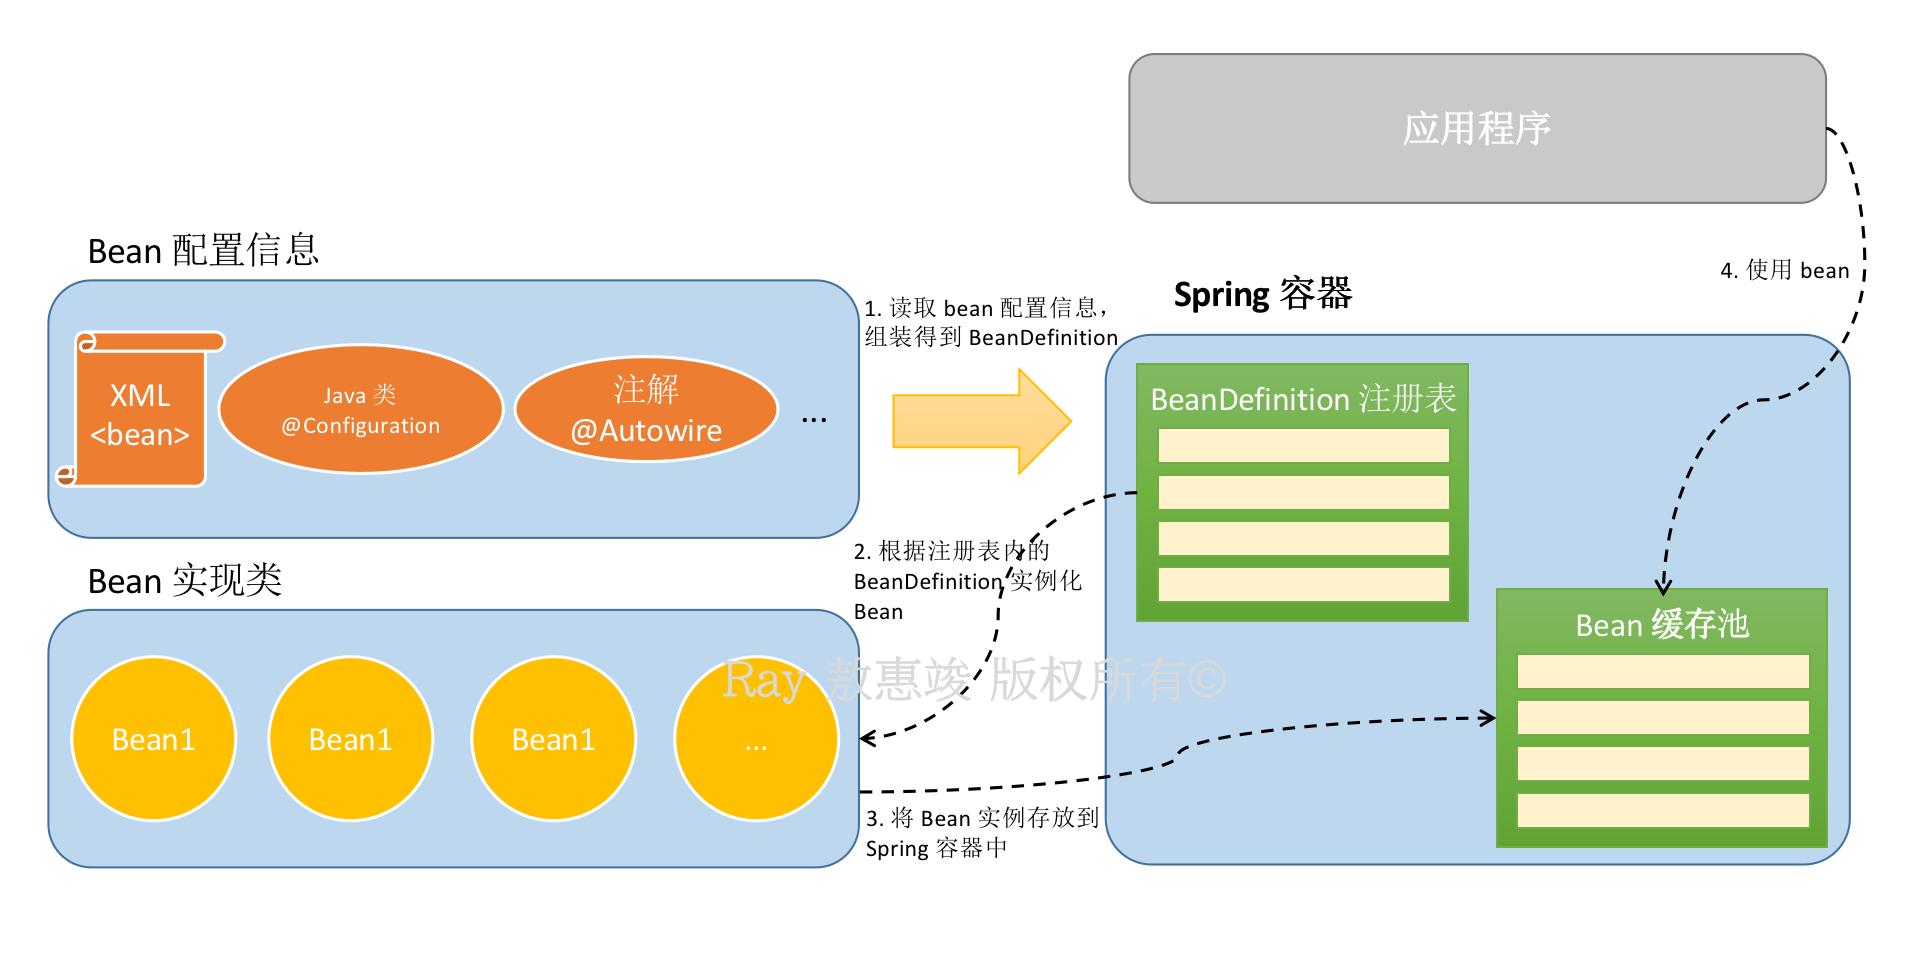 应用程序
Bean 配置信息
XML
<bean>
Java 类
@Configuration
注解
@Autowire
...
1. 读取 bean 配置信息，
组装得到 BeanDefinition
Spring 容器
4. 使用 bean
BeanDefinition 注册表
2. 根据注册表内的
BeanDefinition 实例化
Bean
Bean 实现类
Bean1
Bean1
Bean1
...
Bean 缓存池
Ray 敖惠竣 版权所有©
3. 将 Bean 实例存放到
Spring 容器中